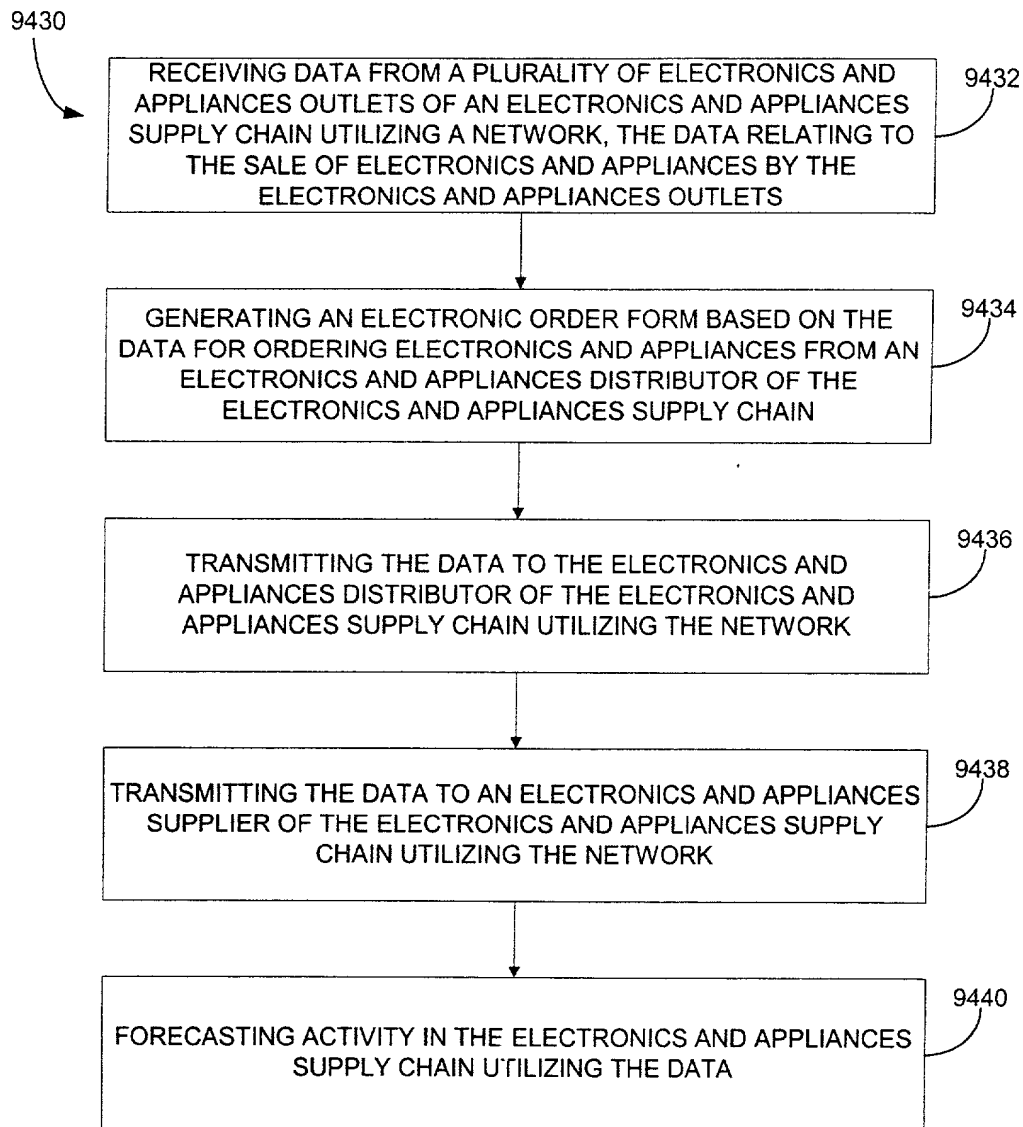 9430
RECEIVING DATA FROM A PLURALITY OF ELECTRONICS AND
APPLIANCES OUTLETS OF AN ELECTRONICS AND APPLIANCES
SUPPLY CHAIN UTILIZING A NETWORK, THE DATA RELATING TO
THE SALE OF ELECTRONICS AND APPLIANCES BY THE
ELECTRONICS AND APPLIANCES OUTLETS
9432
GENERATING AN ELECTRONIC ORDER FORM BASED ON THE
DATA FOR ORDERING ELECTRONICS AND APPLIANCES FROM AN
ELECTRONICS AND APPLIANCES DISTRIBUTOR OF THE
ELECTRONICS AND APPLIANCES SUPPLY CHAIN
9434
TRANSMITTING THE DATA TO THE ELECTRONICS AND
APPLIANCES DISTRIBUTOR OF THE ELECTRONICS AND
APPLIANCES SUPPLY CHAIN UTILIZING THE NETWORK
9436
TRANSMITTING THE DATA TO AN ELECTRONICS AND APPLIANCES
SUPPLIER OF THE ELECTRONICS AND APPLIANCES SUPPLY
CHAIN UTILIZING THE NETWORK
9438
FORECASTING ACTIVITY IN THE ELECTRONICS AND APPLIANCES
SUPPLY CHAIN UTILIZING THE DATA
9440